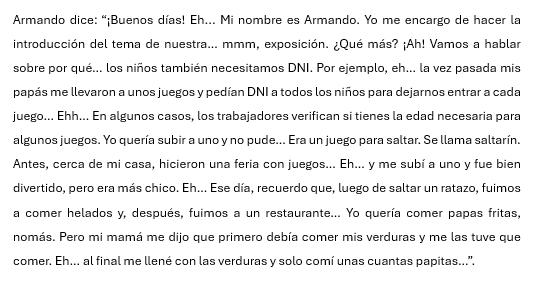 Armando dice: “¡Buenos días! Eh... Mi nombre es Armando. Yo me encargo de hacer la
introducción del tema de nuestra... mmm, exposición. ¿Qué más? ¡Ah! Vamos a hablar
sobre por qué... los niños también necesitamos DNI. Por ejemplo, eh... la vez pasada mis
papás me llevaron a unos juegos y pedían DNI a todos los niños para dejarnos entrar a cada
juego... Ehh... En algunos casos, los trabajadores verifican si tienes la edad necesaria para
algunos juegos. Yo quería subir a uno y no pude... Era un juego para saltar. Se llama saltarín.
Antes, cerca de mi casa, hicieron una feria con juegos... Eh... y me subí a uno y fue bien
divertido, pero era más chico. Eh... Ese día, recuerdo que, luego de saltar un ratazo, fuimos
a comer helados y, después, fuimos a un restaurante... Yo quería comer papas fritas,
nomás. Pero mi mamá me dijo que primero debía comer mis verduras y me las tuve que
comer. Eh... al final me llené con las verduras y solo comí unas cuantas papitas...”.